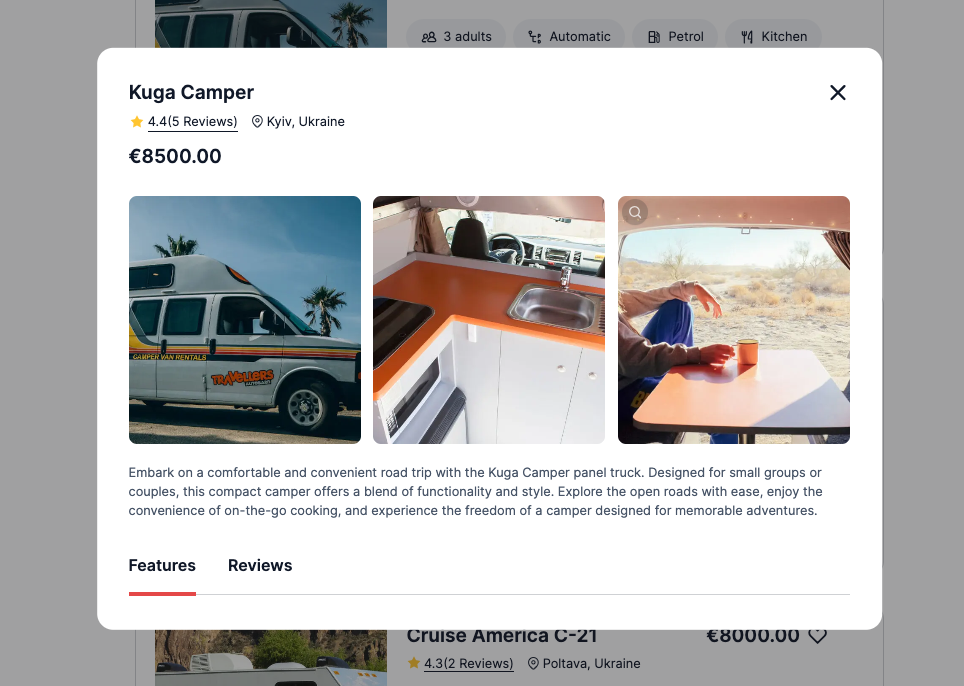 3 adults
Automatic
Petrol
Kitchen
Kuga Camper
4.4(5 Reviews)
Kyiv, Ukraine
€8500.00
CAMPER VAN RENTALS
TRAVELLERS
Embark on a comfortable and convenient road trip with the Kuga Camper panel truck. Designed for small groups or
couples, this compact camper offers a blend of functionality and style. Explore the open roads with ease, enjoy the
convenience of on-the-go cooking, and experience the freedom of a camper designed for memorable adventures.
Features
Reviews
Cruise America C-21
€8000.00
4.3(2 Reviews)
Poltava, Ukraine